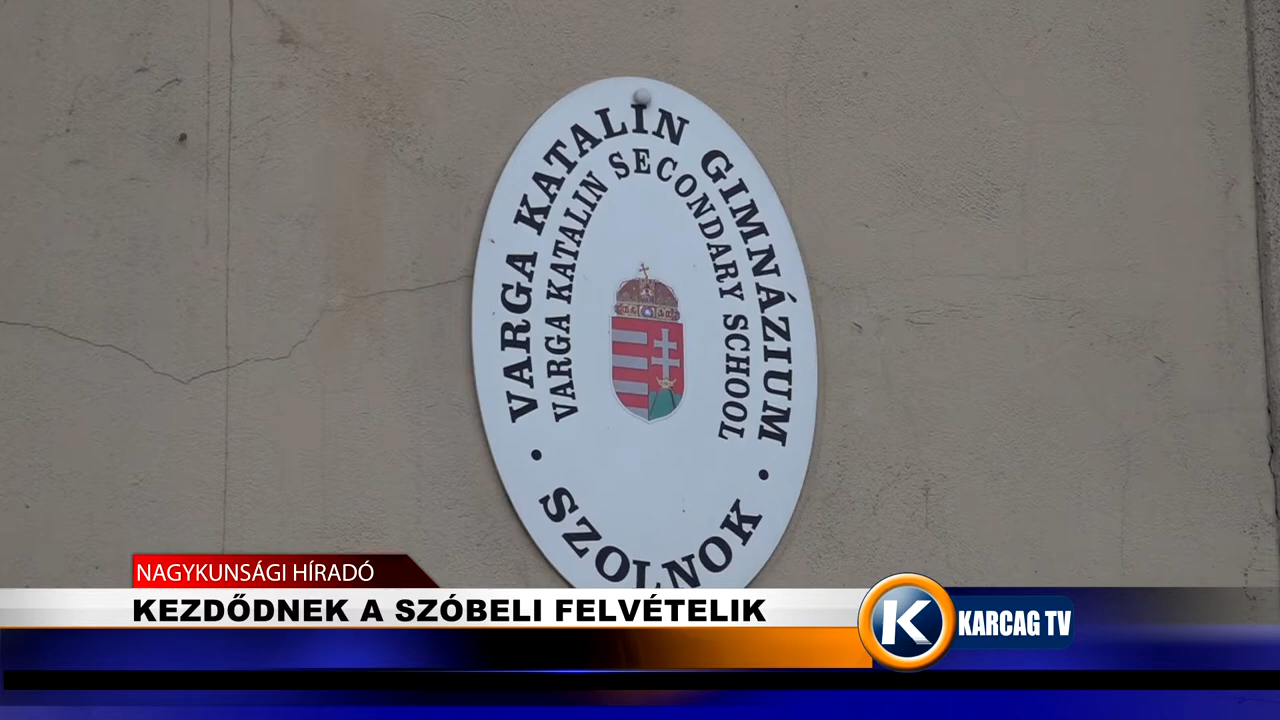 VARGA KATALIN GIMNÁZIUM
VARGA KATALIN SECONDARY SCHOOL
• SZOLNOK •
NAGYKUNSÁGI HÍRADÓ
KEZDŐDNEK A SZÓBELI FELVÉTELIK
K KARCAG TV